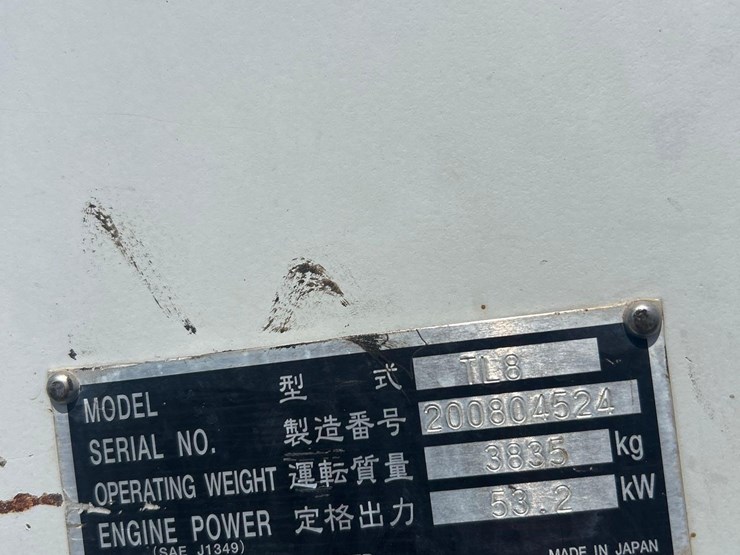 MODEL 型式 TL8
SERIAL NO. 製造番号 200804524
OPERATING WEIGHT 運転質量 3835 kg
ENGINE POWER 定格出力 53.2 kW
(SAE J1349)
MADE IN JAPAN